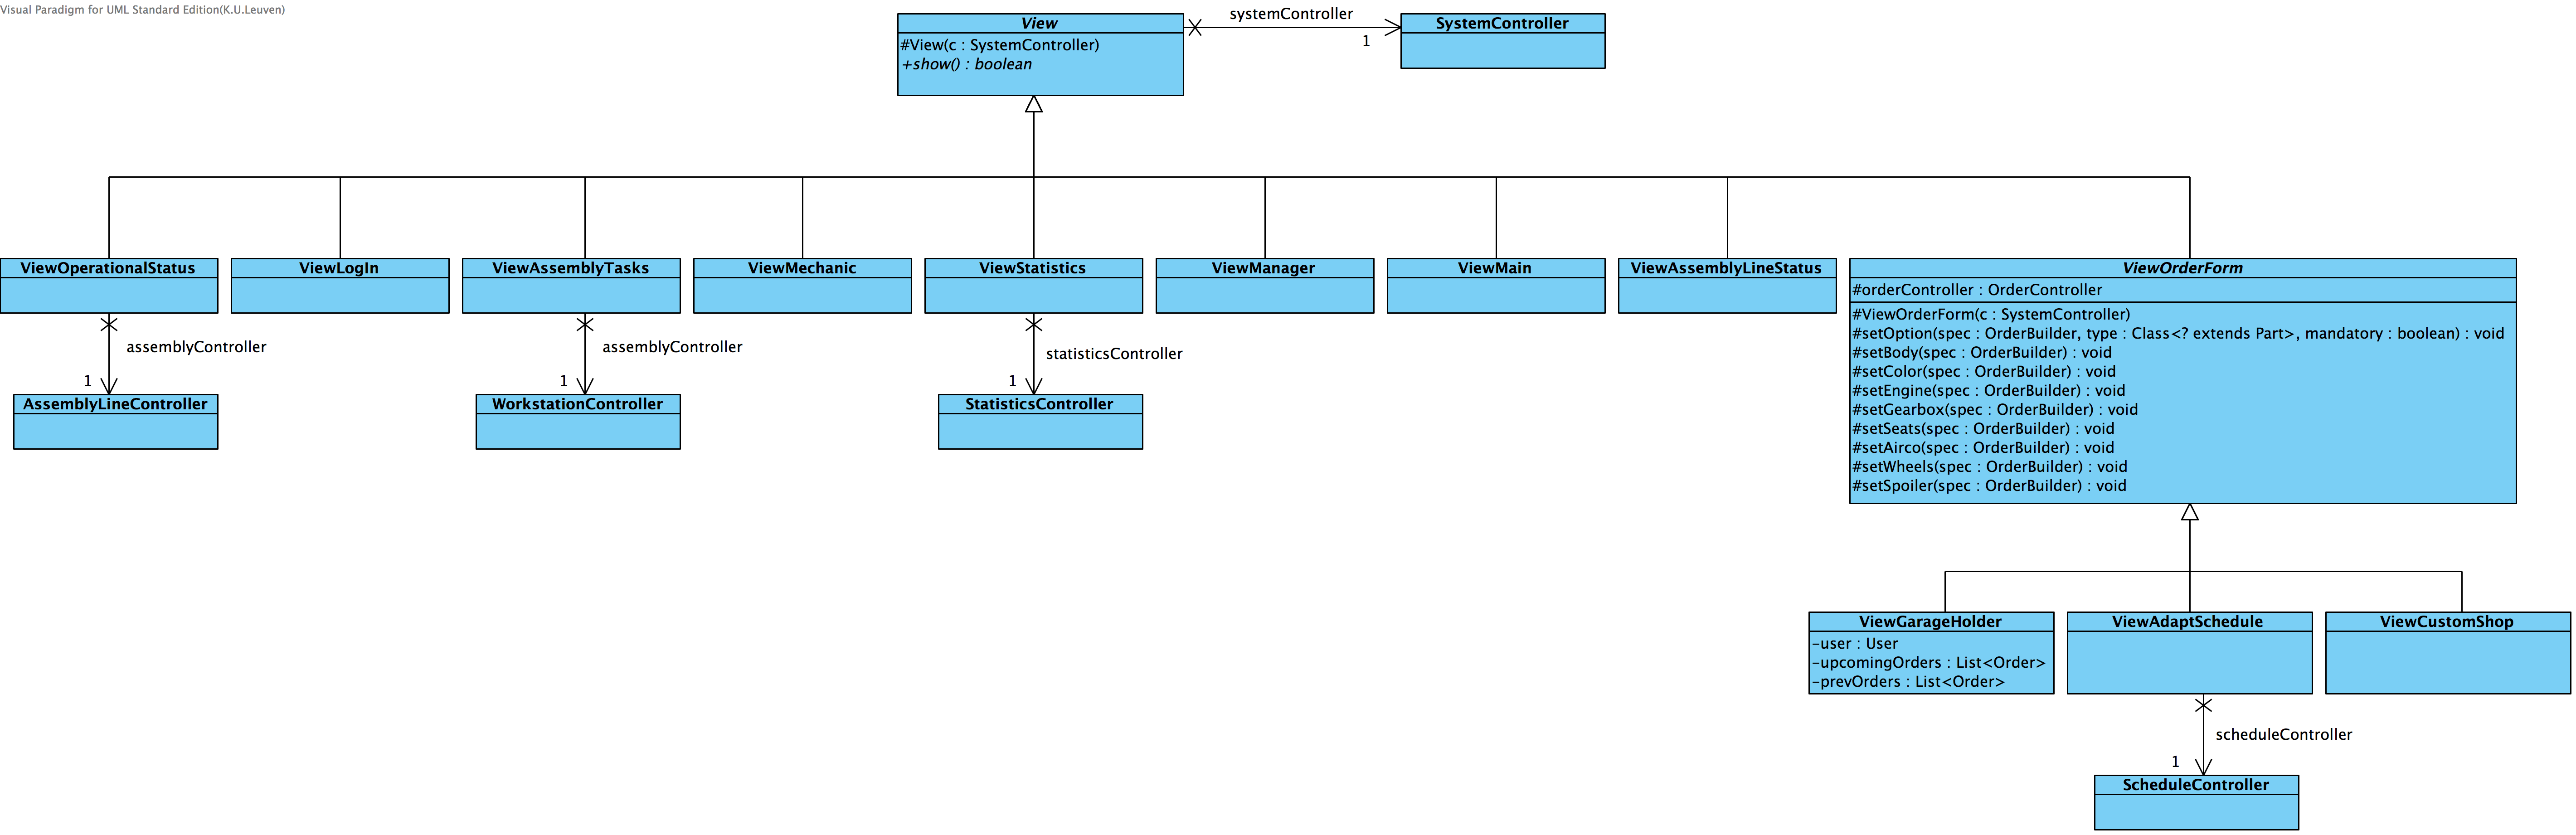 Visual Paradigm for UML Standard Edition(K.U.Leuven)
View
#View(c : SystemController)
+show() : boolean
systemController
1
SystemController
ViewOperationalStatus
ViewLogIn
ViewAssemblyTasks
ViewMechanic
ViewStatistics
ViewManager
ViewMain
ViewAssemblyLineStatus
ViewOrderForm
#orderController : OrderController
#ViewOrderForm(c : SystemController)
#setOption(spec : OrderBuilder, type : Class<? extends Part>, mandatory : boolean) : void
#setBody(spec : OrderBuilder) : void
#setColor(spec : OrderBuilder) : void
#setEngine(spec : OrderBuilder) : void
#setGearbox(spec : OrderBuilder) : void
#setSeats(spec : OrderBuilder) : void
#setAirco(spec : OrderBuilder) : void
#setWheels(spec : OrderBuilder) : void
#setSpoiler(spec : OrderBuilder) : void
assemblyController
1
AssemblyLineController
assemblyController
1
WorkstationController
statisticsController
1
StatisticsController
ViewGarageHolder
-user : User
-upcomingOrders : List<Order>
-prevOrders : List<Order>
ViewAdaptSchedule
ViewCustomShop
scheduleController
1
ScheduleController